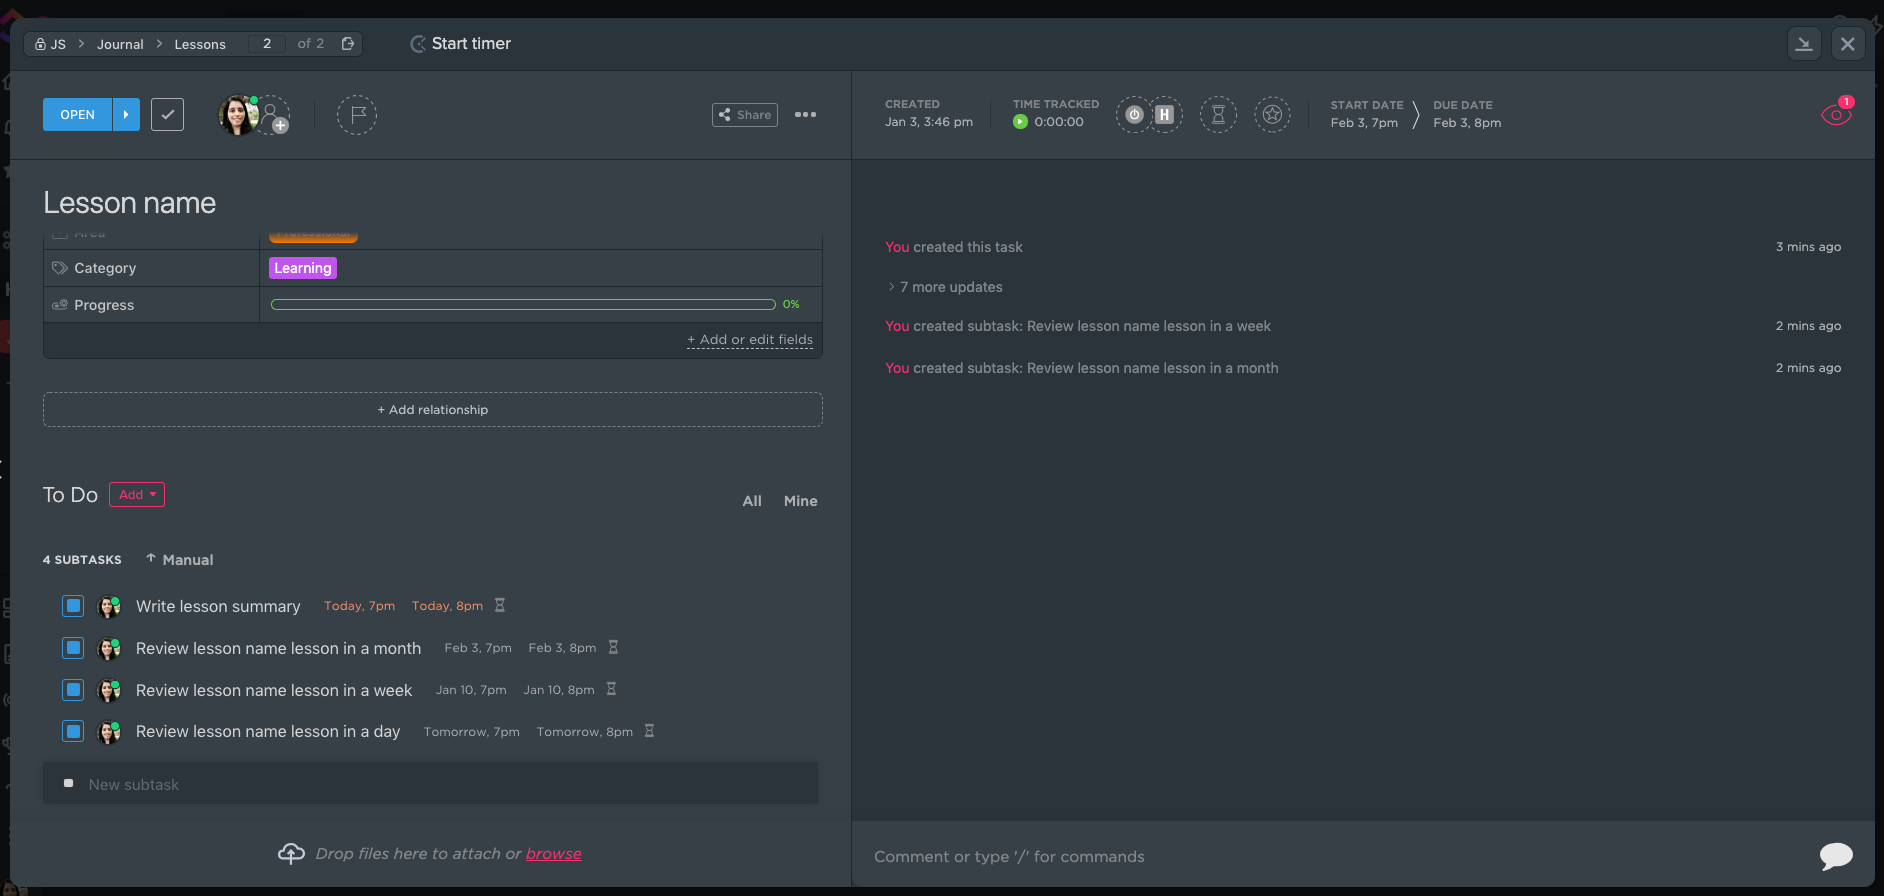 JS > Journal > Lessons 2 of 2
Start timer
OPEN
Share
CREATED
Jan 3, 3:46 pm
TIME TRACKED
0:00:00
H
START DATE
Feb 3, 7pm
DUE DATE
Feb 3, 8pm
1
Lesson name
Area Professional
Category Learning
Progress 0%
+ Add or edit fields
+ Add relationship
To Do Add
All Mine
4 SUBTASKS Manual
Write lesson summary Today, 7pm Today, 8pm
Review lesson name lesson in a month Feb 3, 7pm Feb 3, 8pm
Review lesson name lesson in a week Jan 10, 7pm Jan 10, 8pm
Review lesson name lesson in a day Tomorrow, 7pm Tomorrow, 8pm
New subtask
Drop files here to attach or browse
You created this task 3 mins ago
7 more updates
You created subtask: Review lesson name lesson in a week 2 mins ago
You created subtask: Review lesson name lesson in a month 2 mins ago
Comment or type '/' for commands